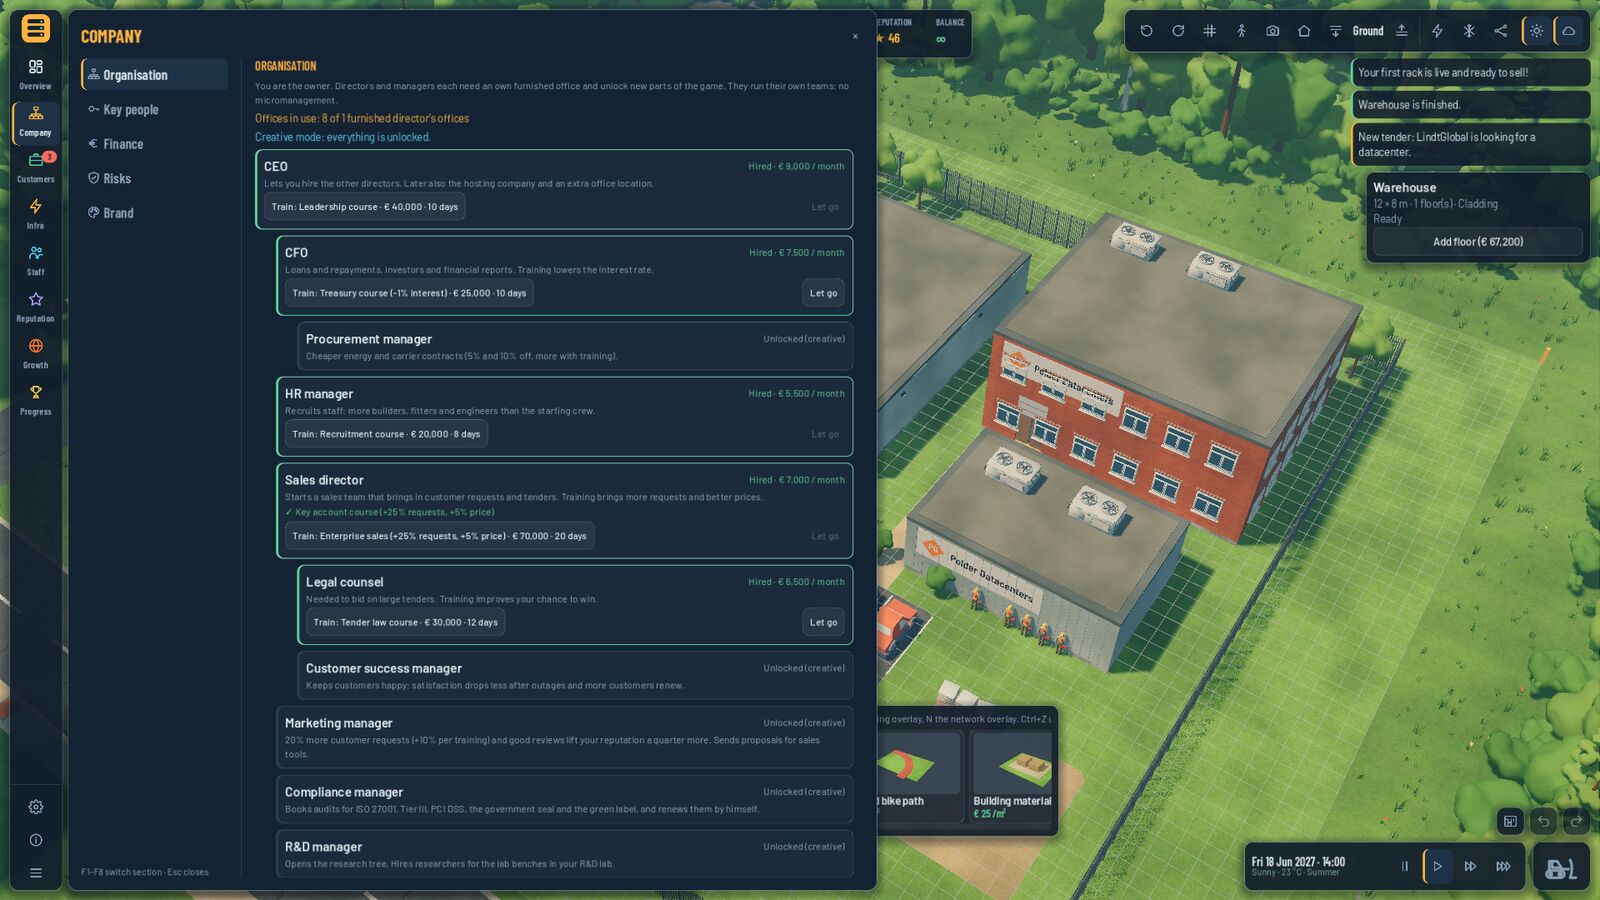 COMPANY
×
Organisation
Key people
Finance
Risks
Brand
F1-F8 switch section · Esc closes
Overview
Company
3
Customers
Infra
Staff
Reputation
Growth
Progress
ORGANISATION
You are the owner. Directors and managers each need an own furnished office and unlock new parts of the game. They run their own teams: no
micromanagement.
Offices in use: 8 of 1 furnished director's offices
Creative mode: everything is unlocked.
CEO
Hired · € 9,000 / month
Lets you hire the other directors. Later also the hosting company and an extra office location.
Train: Leadership course · € 40,000 · 10 days
Let go
CFO
Hired · € 7,500 / month
Loans and repayments, investors and financial reports. Training lowers the interest rate.
Train: Treasury course (-1% interest) · € 25,000 · 10 days
Let go
Procurement manager
Unlocked (creative)
Cheaper energy and carrier contracts (5% and 10% off, more with training).
HR manager
Hired · € 5,500 / month
Recruits staff: more builders, fitters and engineers than the starting crew.
Train: Recruitment course · € 20,000 · 8 days
Let go
Sales director
Hired · € 7,000 / month
Starts a sales team that brings in customer requests and tenders. Training brings more requests and better prices.
✓ Key account course (+25% requests, +5% price)
Train: Enterprise sales (+25% requests, +5% price) · € 70,000 · 20 days
Let go
Legal counsel
Hired · € 6,500 / month
Needed to bid on large tenders. Training improves your chance to win.
Train: Tender law course · € 30,000 · 12 days
Let go
Customer success manager
Unlocked (creative)
Keeps customers happy: satisfaction drops less after outages and more customers renew.
Marketing manager
Unlocked (creative)
20% more customer requests (+10% per training) and good reviews lift your reputation a quarter more. Sends proposals for sales
tools.
Compliance manager
Unlocked (creative)
Books audits for ISO 27001, Tier III, PCI DSS, the government seal and the green label, and renews them by himself.
R&D manager
Unlocked (creative)
Opens the research tree. Hires researchers for the lab benches in your R&D lab.
EPUTATION
★ 46
BALANCE
∞
Ground
Your first rack is live and ready to sell!
Warehouse is finished.
New tender: LindtGlobal is looking for a
datacenter.
Warehouse
12 × 8 m · 1 floor(s) · Cladding
Ready
Add floor (€ 67,200)
Polder Datacenters
PD
Polder Datacenters
ing overlay, N the network overlay. Ctrl+Z u
d bike path
Building material
€ 25 /m²
Fri 18 Jun 2027 · 14:00
Sunny · 23°C · Summer